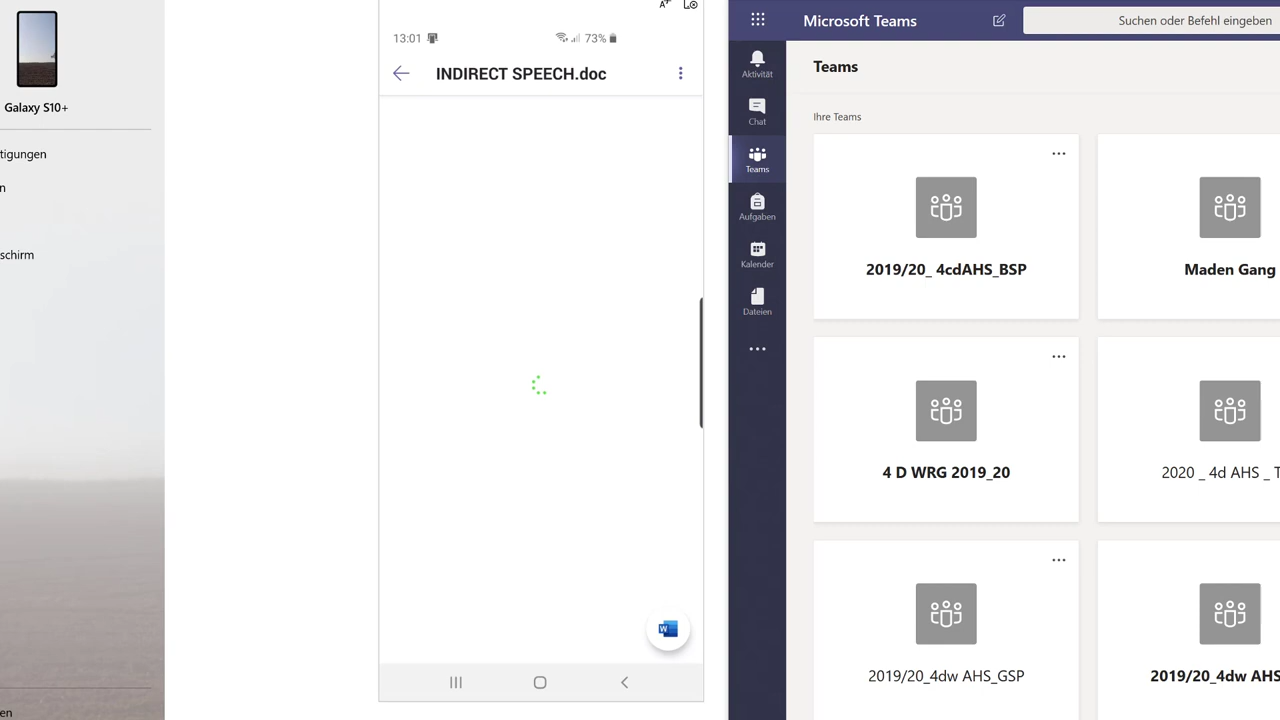 Galaxy S10+
tigungen
n
schirm
en
13:01
73%
INDIRECT SPEECH.doc
Microsoft Teams
Suchen oder Befehl eingeben
Aktivität
Chat
Teams
Aufgaben
Kalender
Dateien
Teams
Ihre Teams
2019/20_ 4cdAHS_BSP
Maden Gang
4 D WRG 2019_20
2020 _ 4d AHS _ T
2019/20_4dw AHS_GSP
2019/20_4dw AHS